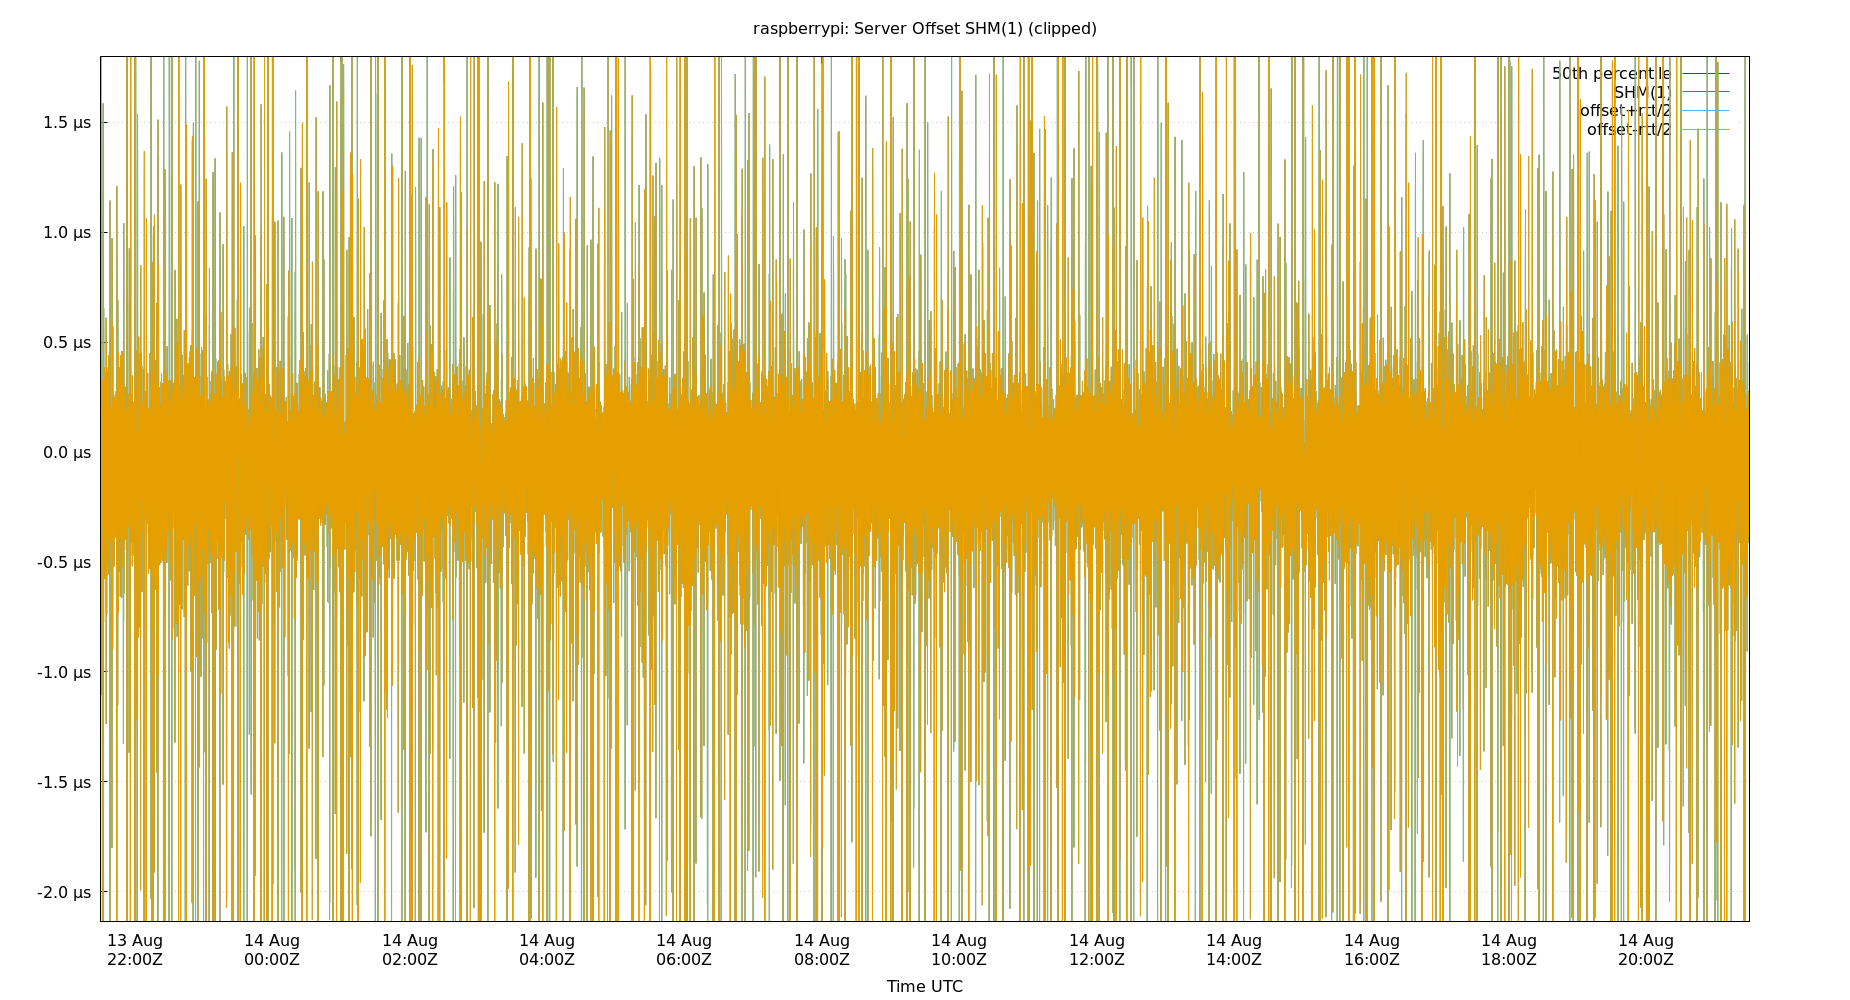 raspberrypi: Server Offset SHM(1) (clipped)
50th percentile
SHM(1)
offset+rtt/2
offset-rtt/2
1.5 µs
1.0 µs
0.5 µs
0.0 µs
-0.5 µs
-1.0 µs
-1.5 µs
-2.0 µs
13 Aug 14 Aug 14 Aug 14 Aug 14 Aug 14 Aug 14 Aug 14 Aug 14 Aug 14 Aug 14 Aug 14 Aug
22:00Z 00:00Z 02:00Z 04:00Z 06:00Z 08:00Z 10:00Z 12:00Z 14:00Z 16:00Z 18:00Z 20:00Z
Time UTC